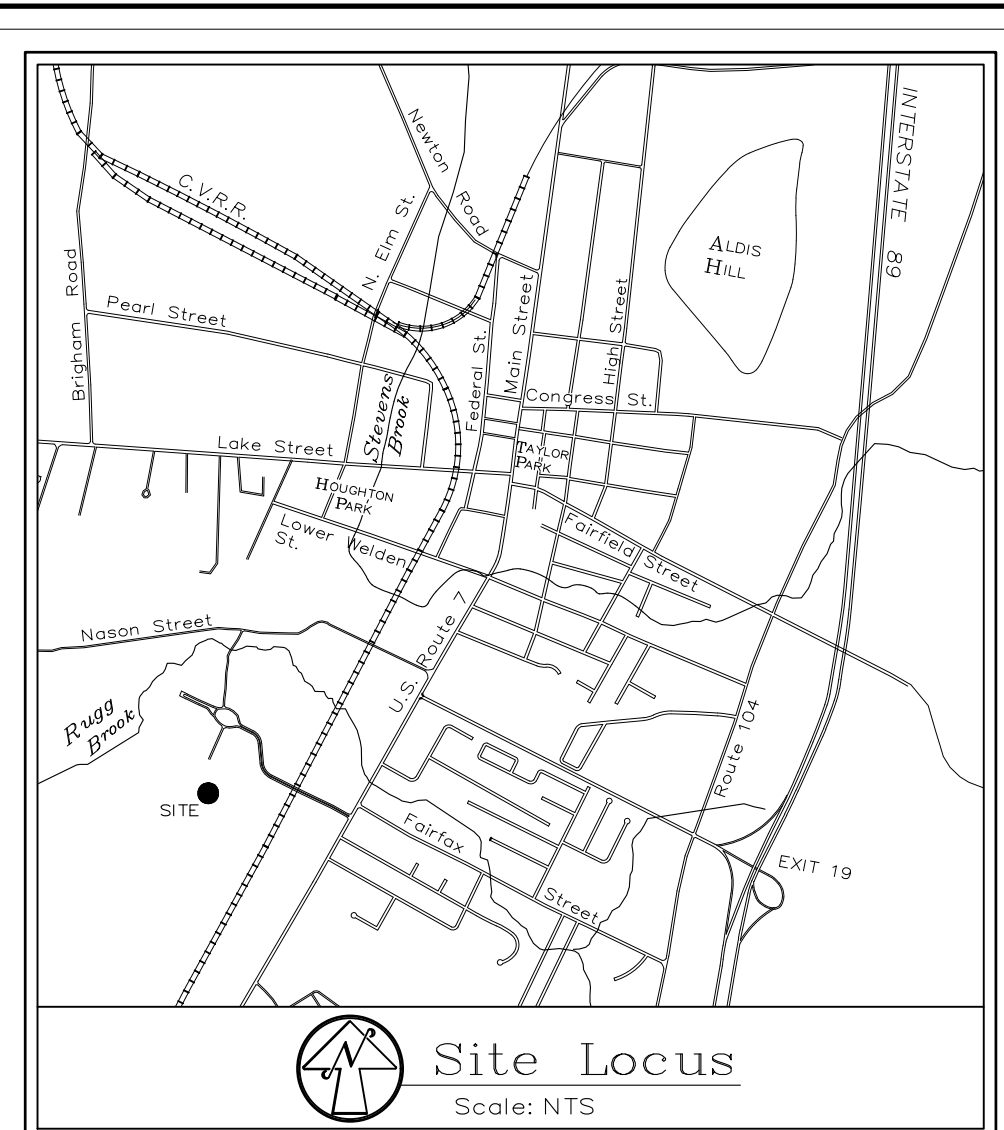 INTERSTATE 89
Newton Road
C.V.R.R.
N. Elm St.
ALDIS
HILL
Brigham Road
Pearl Street
Federal St.
Main Street
High Street
Congress St.
Stevens
Brook
Lake Street
TAYLOR
PARK
HOUGHTON
PARK
Lower Welden
St.
Fairfield Street
Nason Street
U.S. Route 7
Rugg
Brook
Route 104
SITE
Fairfax Street
EXIT 19
N
Site Locus
Scale: NTS